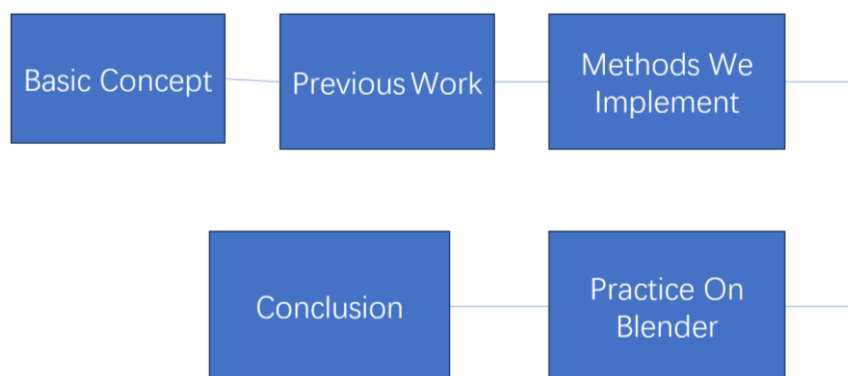 Basic Concept
Previous Work
Methods We
Implement
Practice On
Blender
Conclusion